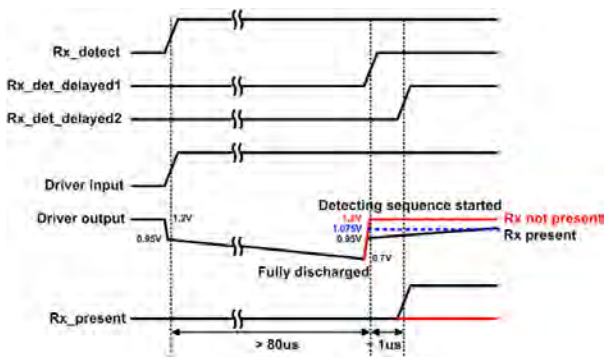 Rx_detect
Rx_det_delayed1
Rx_det_delayed2
Driver Input
Detecting sequence started
Driver output
1.2V
1.2V
Rx not present
1.075V
0.95V
0.95V
Rx present
0.7V
Fully discharged
Rx_present
> 80us
1us